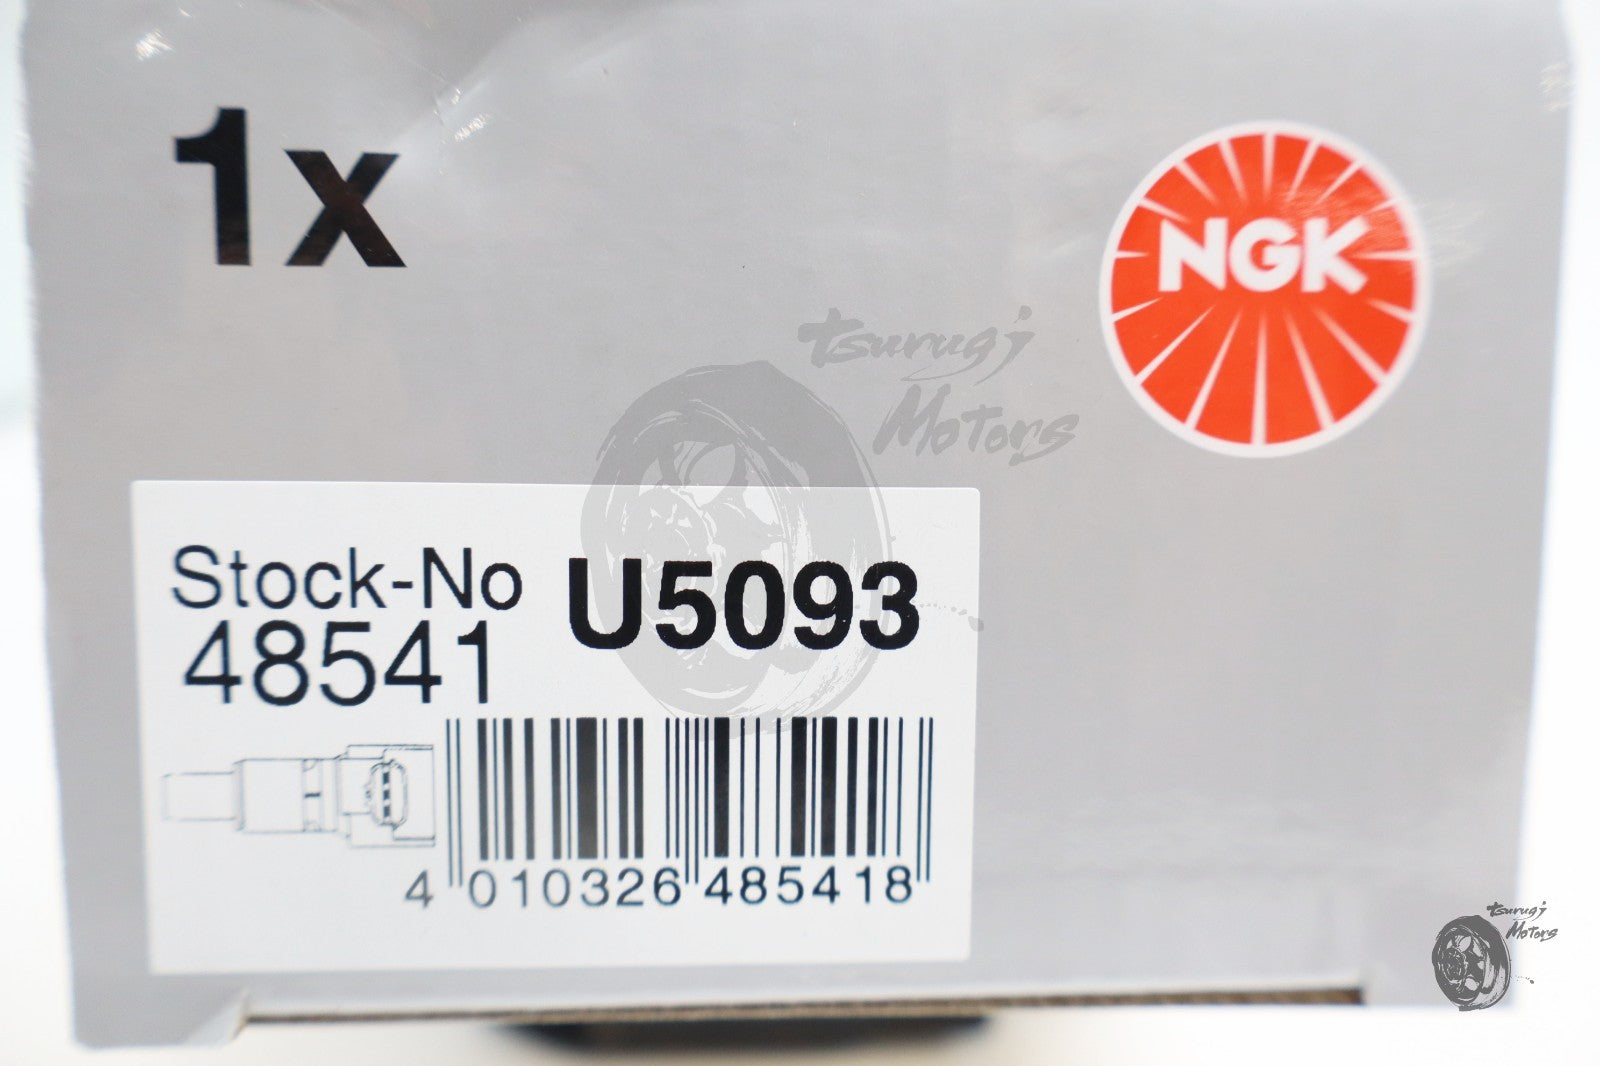 1x
NGK
tsurugi
Motors
Stock-No U5093
48541
4 010326 485418
tsurugi
Motors